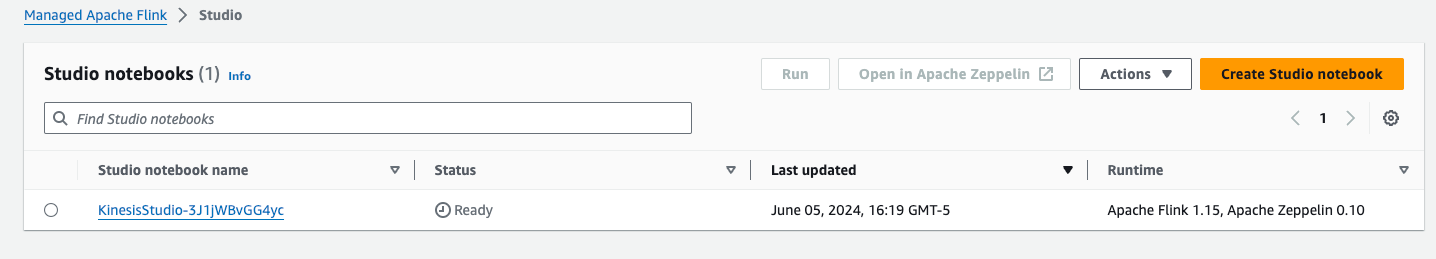 Managed Apache Flink > Studio
Studio notebooks (1) Info Run Open in Apache Zeppelin Actions Create Studio notebook
Find Studio notebooks 1
Studio notebook name Status Last updated Runtime
KinesisStudio-3J1jWBvGG4yc Ready June 05, 2024, 16:19 GMT-5 Apache Flink 1.15, Apache Zeppelin 0.10